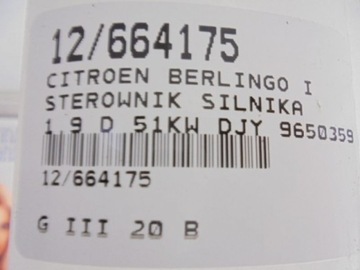 12/664175
CITROEN BERLINGO I
STEROWNIK SILNIKA
1.9 D 51KW DJY 9650359
12/664175
G III 20 B